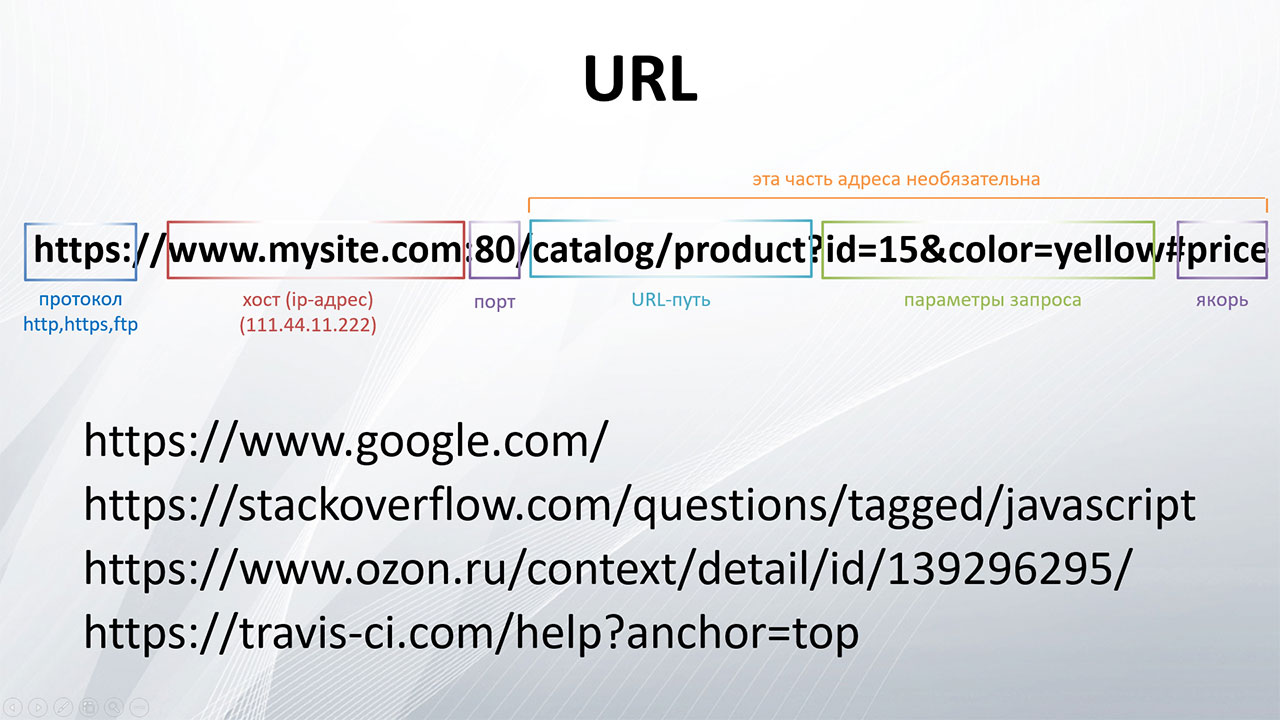 URL
эта часть адреса необязательна
https://www.mysite.com:80/catalog/product?id=15&color=yellow#price
протокол
http,https,ftp
хост (ip-адрес)
(111.44.11.222)
порт
URL-путь
параметры запроса
якорь
https://www.google.com/
https://stackoverflow.com/questions/tagged/javascript
https://www.ozon.ru/context/detail/id/139296295/
https://travis-ci.com/help?anchor=top